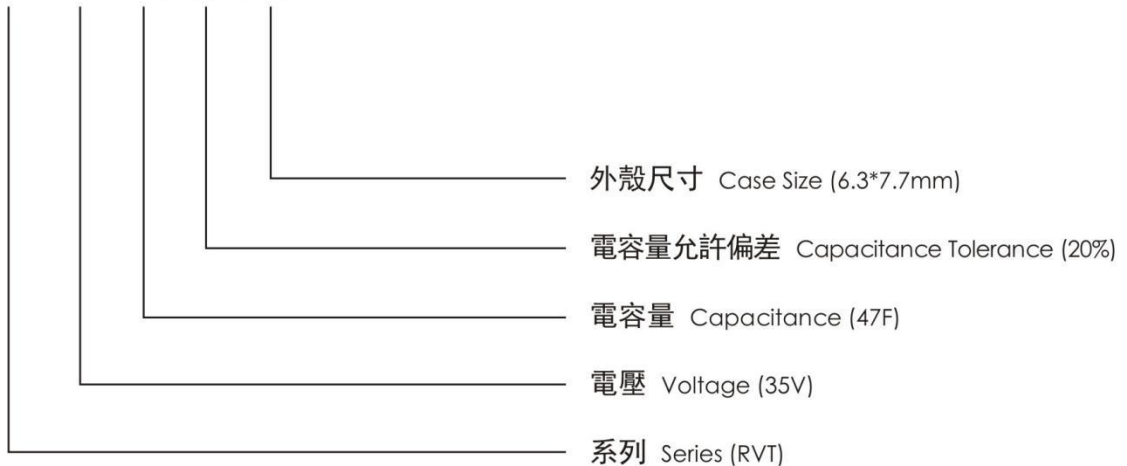 外殼尺寸 Case Size (6.3*7.7mm)
電容量允許偏差 Capacitance Tolerance (20%)
電容量 Capacitance (47F)
電壓 Voltage (35V)
系列 Series (RVT)